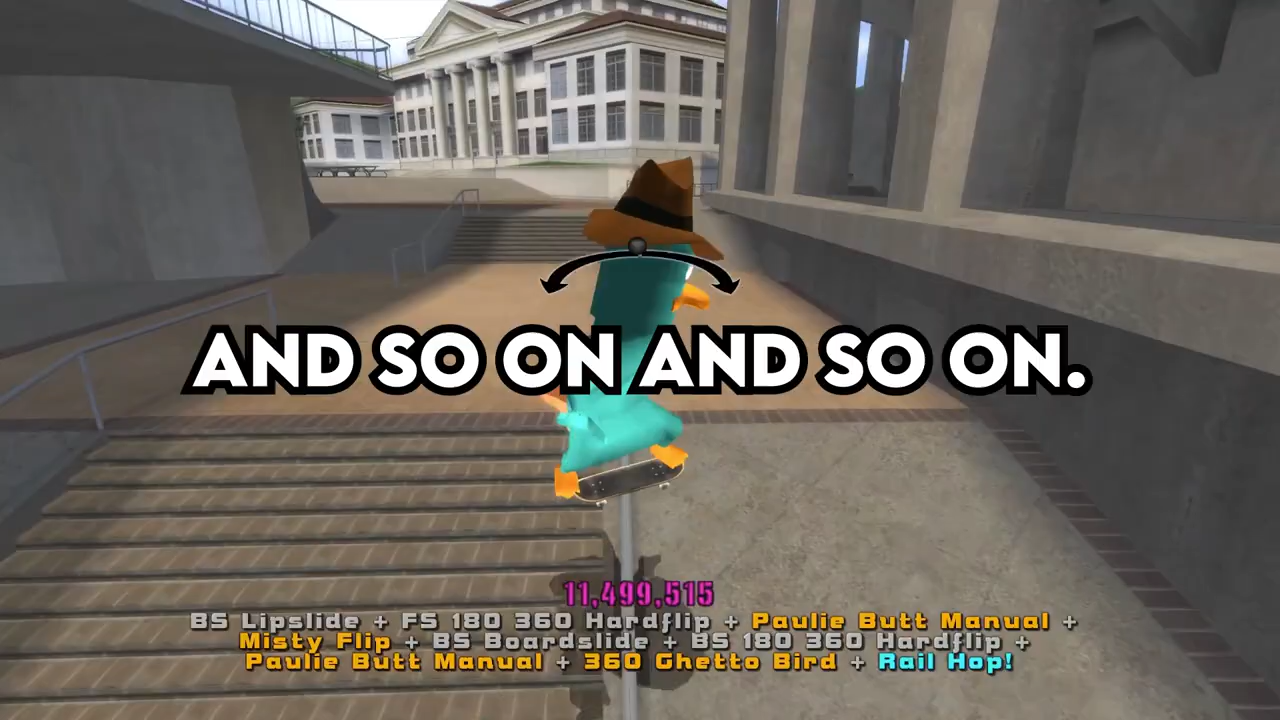 AND SO ON AND SO ON.
11,499,515
BS Lipslide + FS 180 360 Hardflip + Paulie Butt Manual +
Misty Flip + BS Boardslide + BS 180 360 Hardflip +
Paulie Butt Manual + 360 Ghetto Bird + Rail Hop!